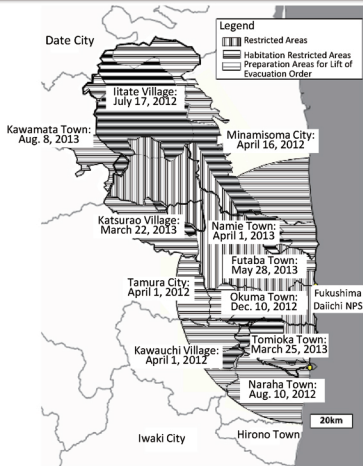 Legend
Restricted Areas
Habitation Restricted Areas
Preparation Areas for Lift of
Evacuation Order
Date City
Iitate Village:
July 17, 2012
Kawamata Town:
Aug. 8, 2013
Minamisoma City:
April 16, 2012
Katsurao Village:
March 22, 2013
Namie Town:
April 1, 2013
Futaba Town:
May 28, 2013
Tamura City:
April 1, 2012
Okuma Town:
Dec. 10, 2012
Fukushima
Daiichi NPS
Tomioka Town:
March 25, 2013
Kawauchi Village:
April 1, 2012
Naraha Town:
Aug. 10, 2012
20km
Iwaki City
Hirono Town